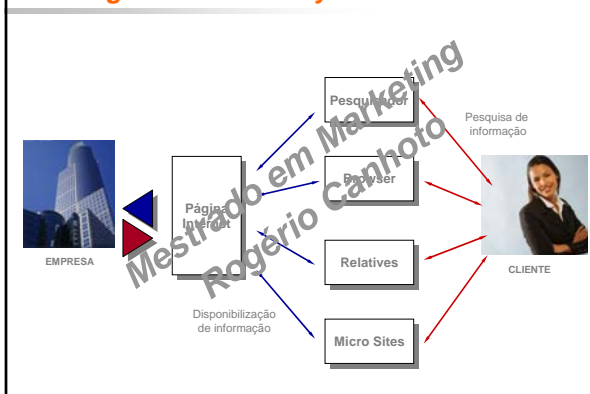 Pesquisador
Pesquisa de
informação
Browser
Página
Internet
EMPRESA
Relatives
CLIENTE
Disponibilização
de informação
Micro Sites
Mestrado em Marketing
Rogério Canhoto